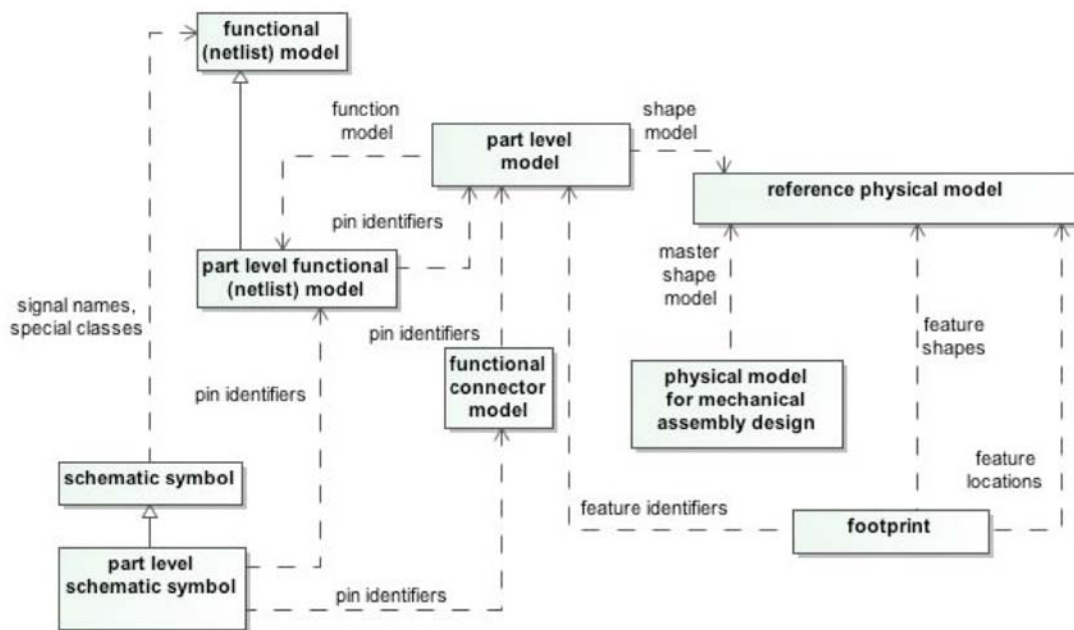 functional
(netlist) model
function
model
shape
model
part level
model
reference physical model
pin identifiers
part level functional
(netlist) model
master
shape
model
signal names,
special classes
pin identifiers
feature
shapes
functional
connector
model
physical model
for mechanical
assembly design
pin identifiers
schematic symbol
feature
locations
feature identifiers
footprint
part level
schematic symbol
pin identifiers